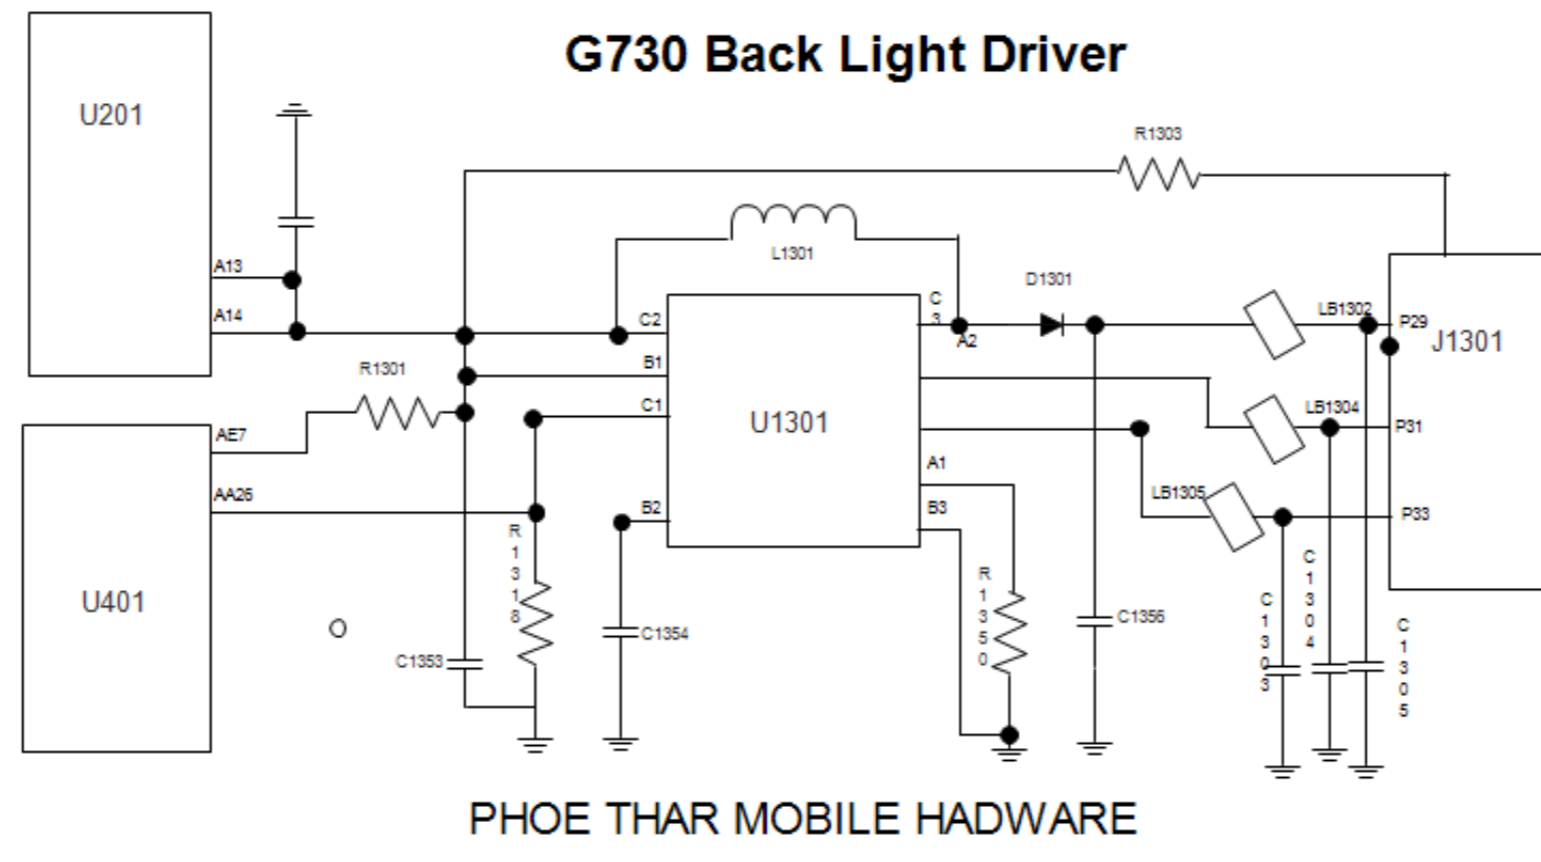 G730 Back Light Driver
U201
R1303
A13
L1301
D1301
A14
C2
C
3
A2
LB1302
P29
J1301
R1301
B1
C1
U1301
LB1304
P31
AE7
A1
AA26
LB1305
P33
B2
B3
R
1
3
1
8
U401
R
1
3
5
0
C1353
C1354
C1356
C
1
3
0
3
C
1
3
0
4
C
1
3
0
5
PHOE THAR MOBILE HADWARE